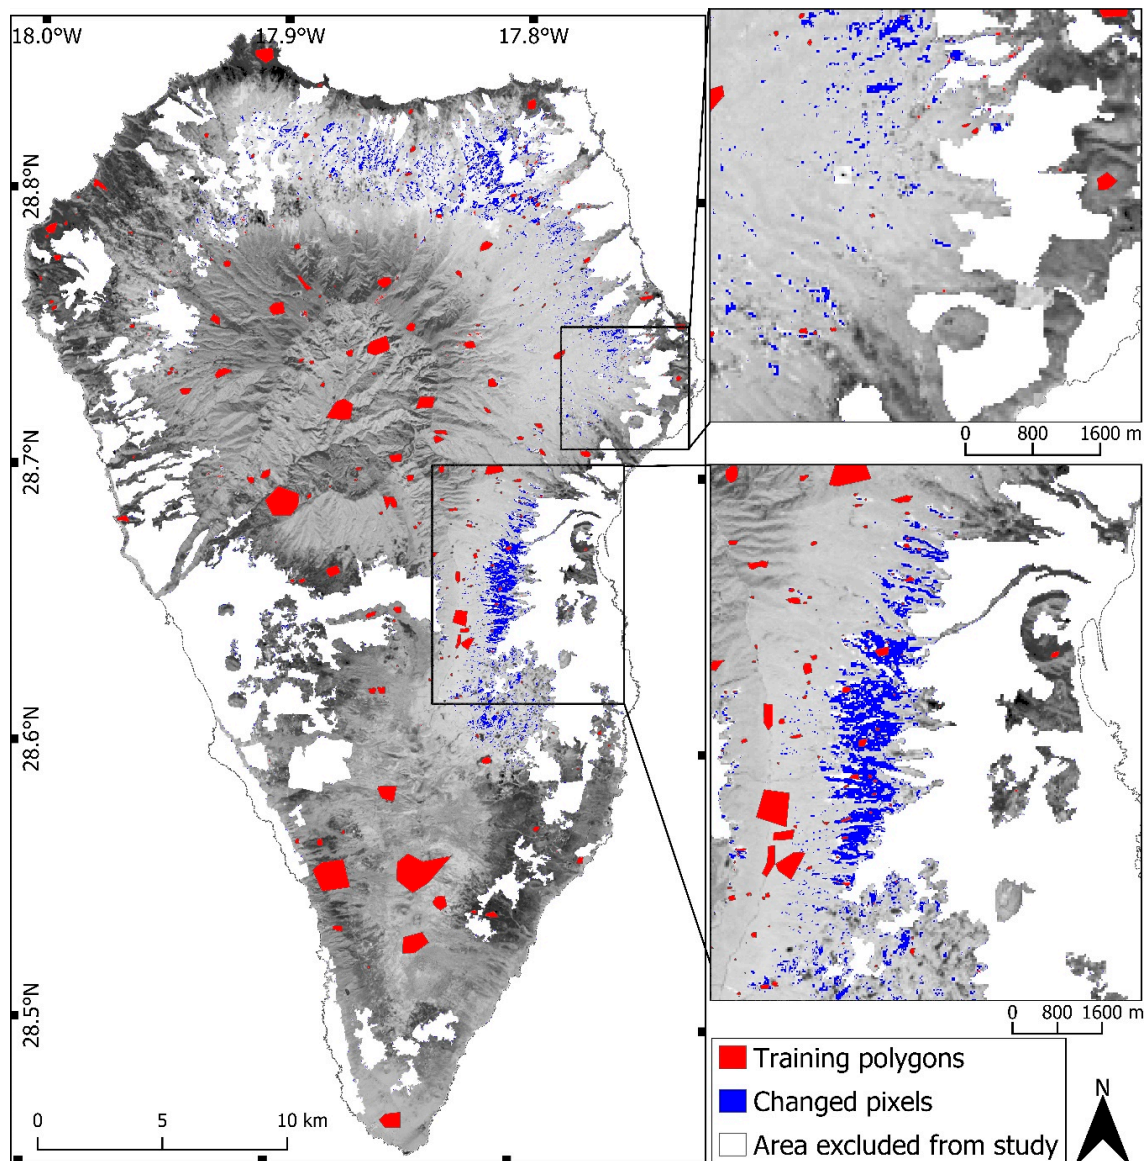 18.0°W
17.9°W
17.8°W
28.8°N
28.7°N
28.6°N
28.5°N
0 5 10 km
0 800 1600 m
0 800 1600 m
Training polygons
Changed pixels
Area excluded from study
N